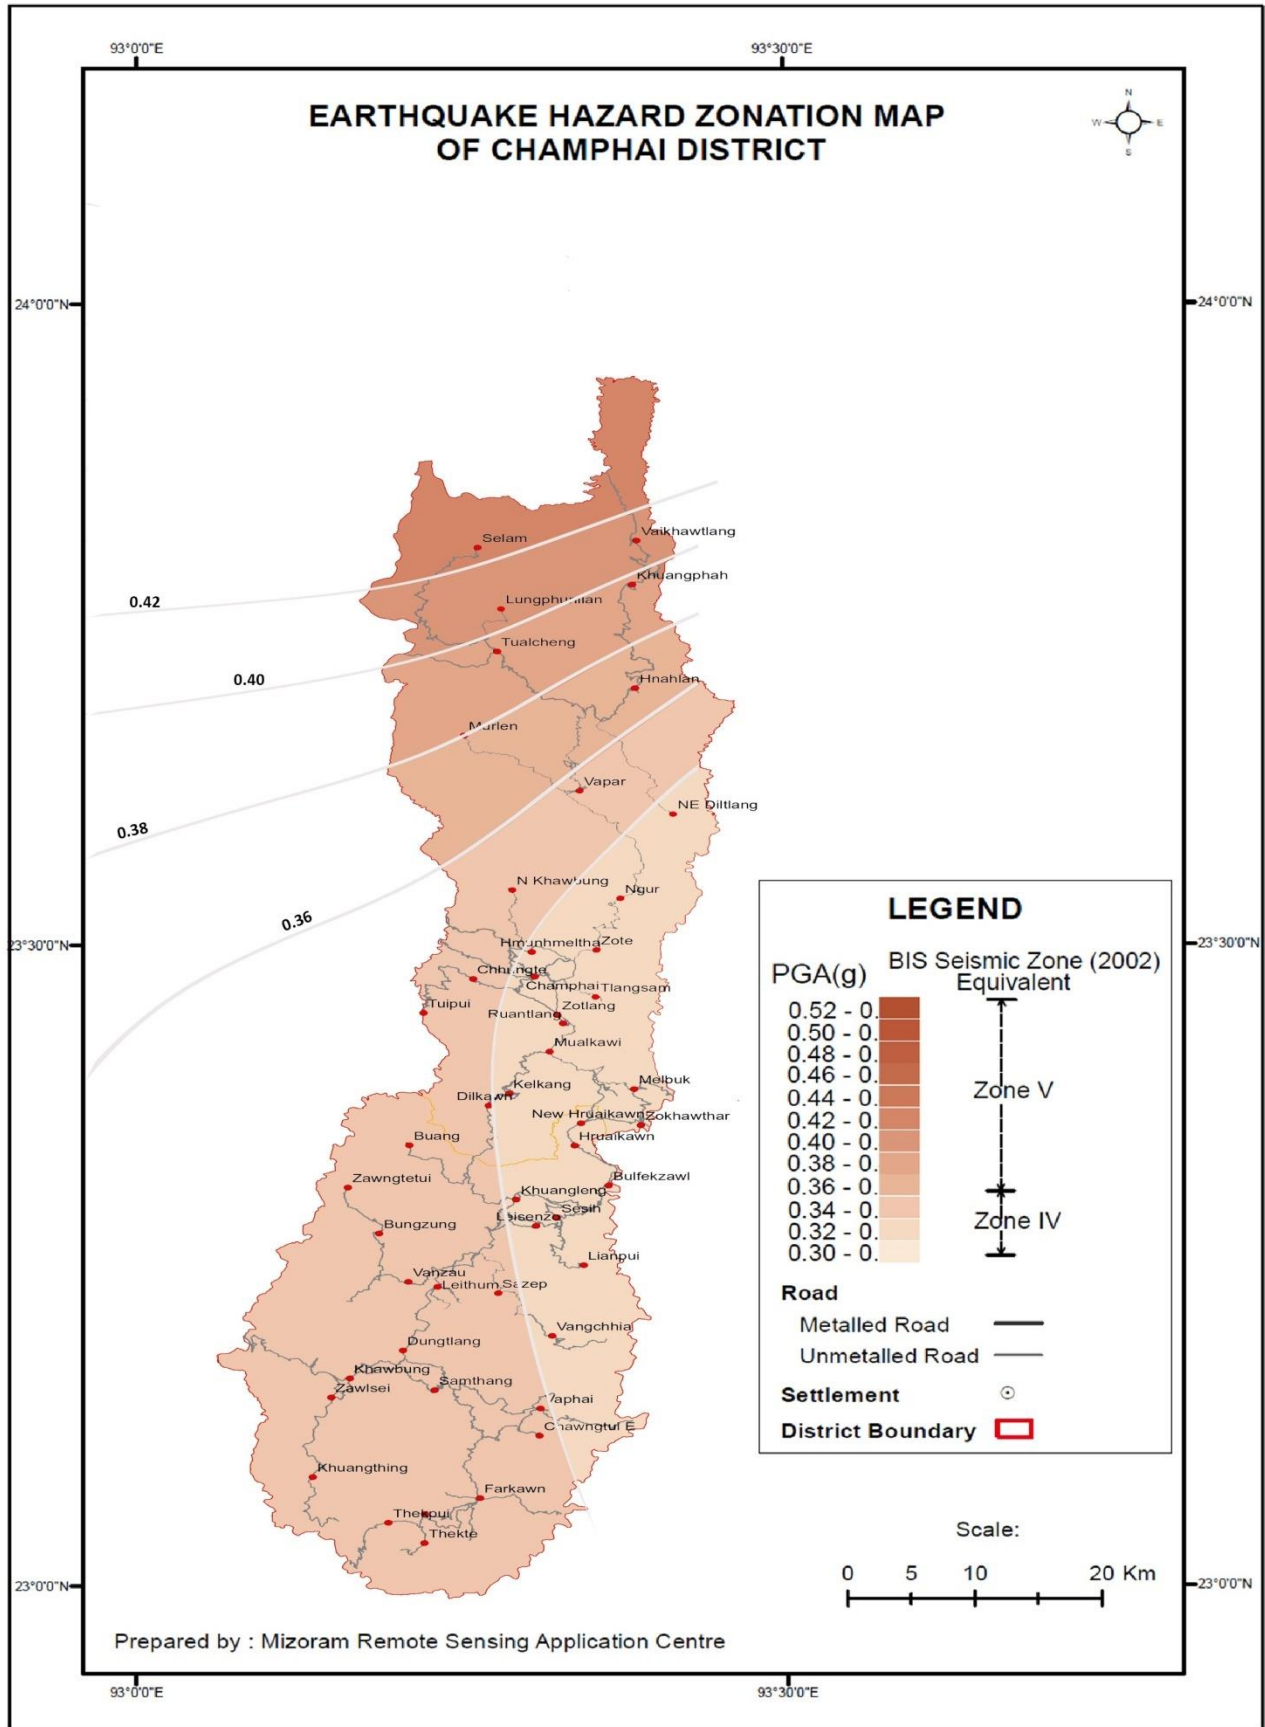 93°0'0"E
93°30'0"E
EARTHQUAKE HAZARD ZONATION MAP
OF CHAMPHAI DISTRICT
N
W
E
S
24°0'0"N
24°0'0"N
Selam
Vaikhawtlang
Khuangphah
0.42
Tualcheng
0.40
Hnahlan
Murlen
Vapar
NE Diltlang
0.38
N Khawbung
Ngur
0.36
23°30'0"N
23°30'0"N
Zote
Chhungte
Champhai
Tlangsam
Tuipui
Zotlang
Ruantlang
Mualkawi
Melbuk
Kelkang
Dilkawn
New Hruaikawn
Zokhawthar
Buang
Hruaikawn
Bulfekzawl
Zawngtetui
Khuangleng
Sesih
Bungzung
Lianpui
Vanzau
Leithum
Sazep
Vangchhia
Dungtlang
Khawbung
Samthang
Zawlsei
Chawngtui E
Khuangthing
Farkawn
Thekpui
Thekte
LEGEND
PGA(g)
BIS Seismic Zone (2002)
Equivalent
0.52 - 0.
0.50 - 0.
0.48 - 0.
0.46 - 0.
0.44 - 0.
0.42 - 0.
0.40 - 0.
0.38 - 0.
0.36 - 0.
0.34 - 0.
0.32 - 0.
0.30 - 0.
Zone V
Zone IV
Road
Metalled Road
Unmetalled Road
Settlement
District Boundary
Scale:
0 5 10 20 Km
23°0'0"N
23°0'0"N
Prepared by : Mizoram Remote Sensing Application Centre
93°0'0"E
93°30'0"E